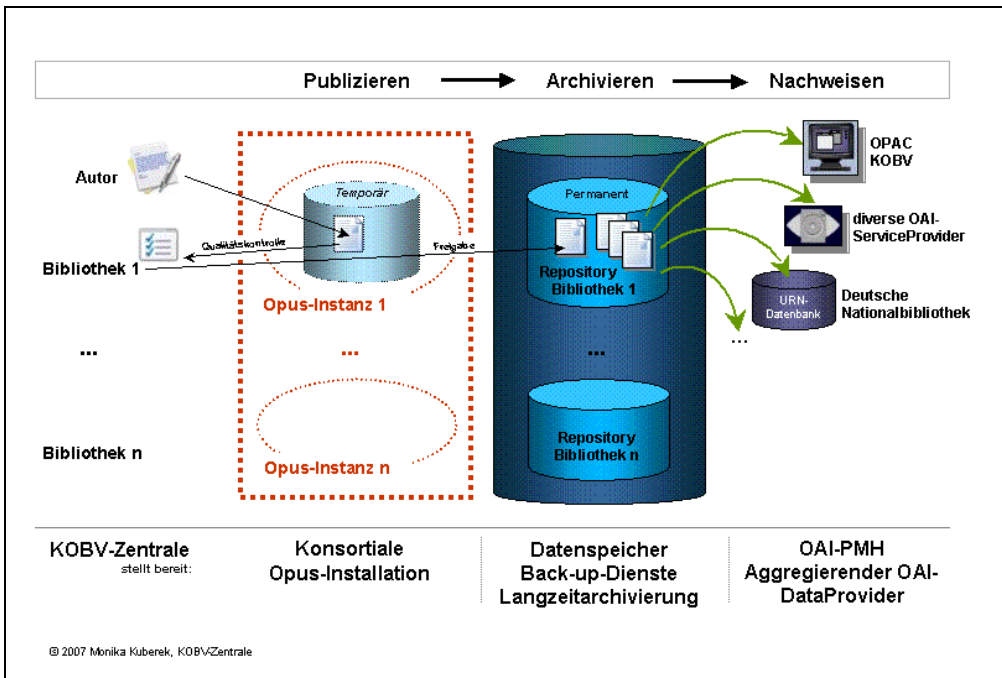 Publizieren
Archivieren
Nachweisen
Autor
Temporär
Qualitätskontrolle
Freigabe
Bibliothek 1
Opus-Instanz 1
Permanent
Repository
Bibliothek 1
OPAC
KOBV
diverse OAI-
ServiceProvider
URN-
Datenbank
Deutsche
Nationalbibliothek
...
...
...
...
Bibliothek n
Opus-Instanz n
Repository
Bibliothek n
KOBV-Zentrale
stellt bereit:
Konsortiale
Opus-Installation
Datenspeicher
Back-up-Dienste
Langzeitarchivierung
OAI-PMH
Aggregierender OAI-
DataProvider
© 2007 Monika Kuberek, KOBV-Zentrale